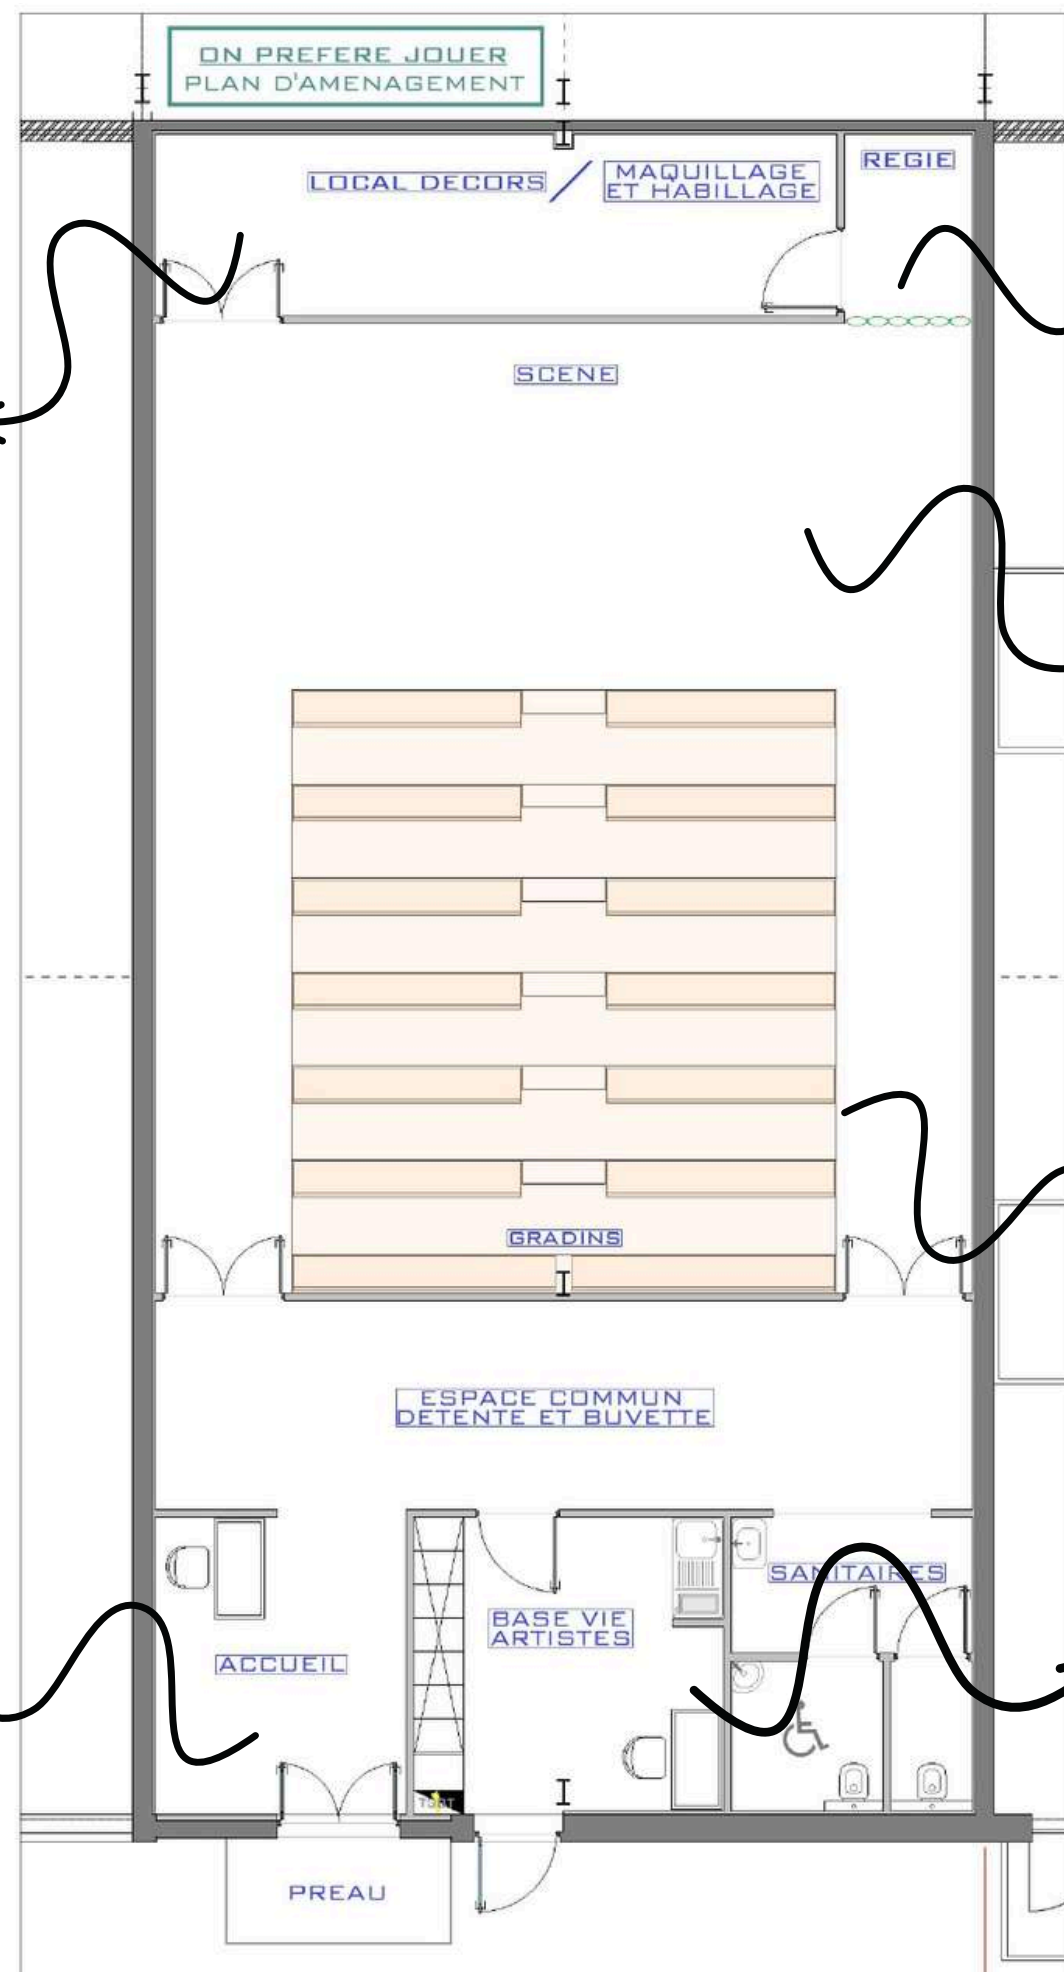 ON PREFERE JOUER
PLAN D'AMENAGEMENT
LOCAL DECORS /
MAQUILLAGE
ET HABILLAGE
REGIE
SCENE
GRADINS
ESPACE COMMUN
DETENTE ET BUVETTE
SANITAIRES
BASE VIE
ARTISTES
ACCUEIL
PREAU